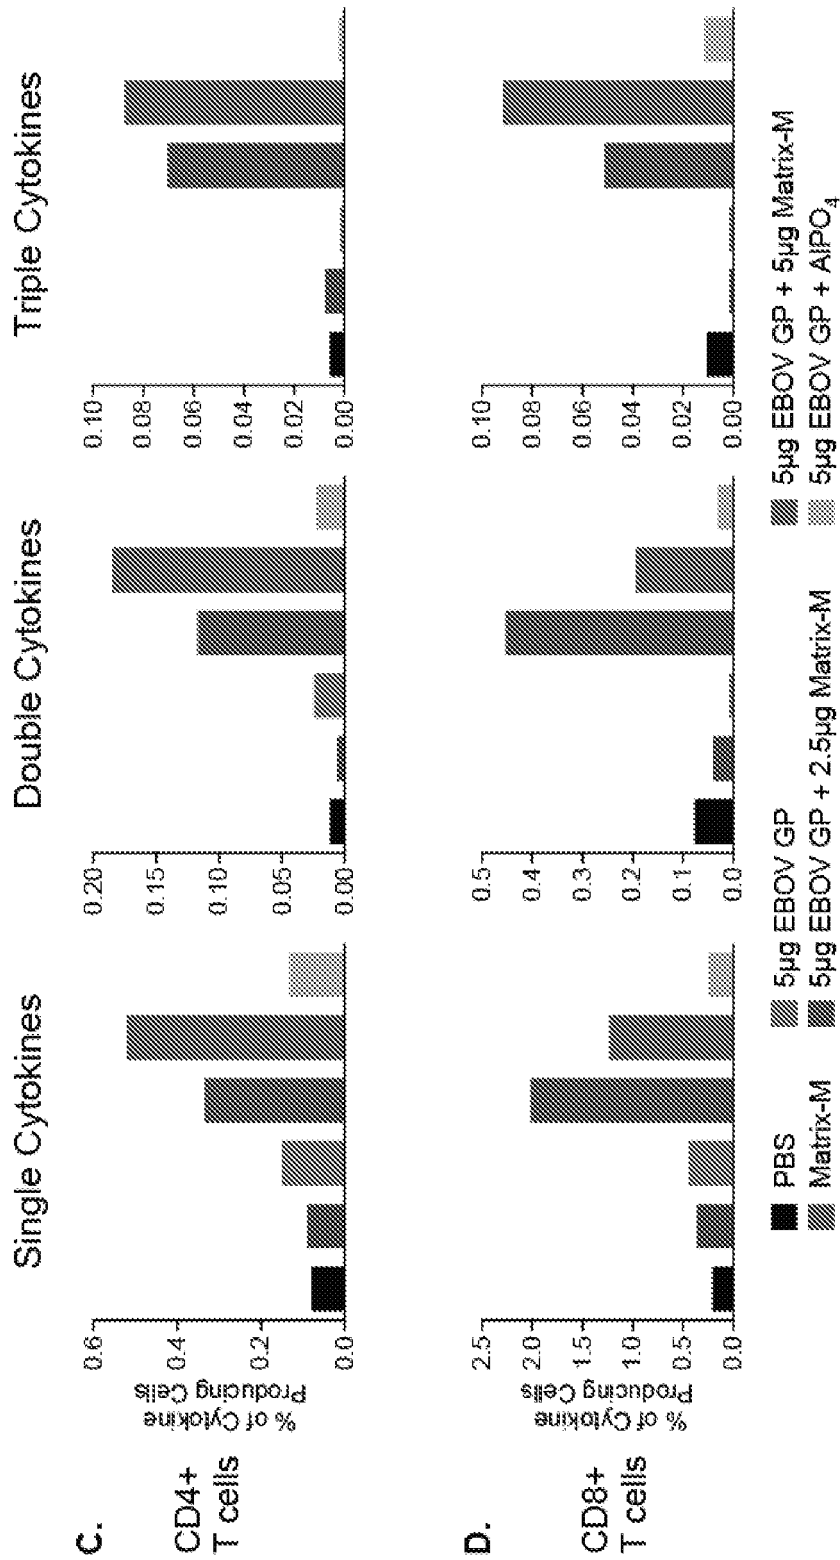 C.
Single Cytokines
Double Cytokines
Triple Cytokines
CD4+
T cells
% of Cytokine
Producing Cells
0.6
0.4
0.2
0.0
0.20
0.15
0.10
0.05
0.00
0.10
0.08
0.06
0.04
0.02
0.00
D.
CD8+
T cells
% of Cytokine
Producing Cells
2.5
2.0
1.5
1.0
0.5
0.0
0.5
0.4
0.3
0.2
0.1
0.0
0.10
0.08
0.06
0.04
0.02
0.00
PBS
5µg EBOV GP
5µg EBOV GP + 5µg Matrix-M
Matrix-M
5µg EBOV GP + 2.5µg Matrix-M
5µg EBOV GP + AlPO₄